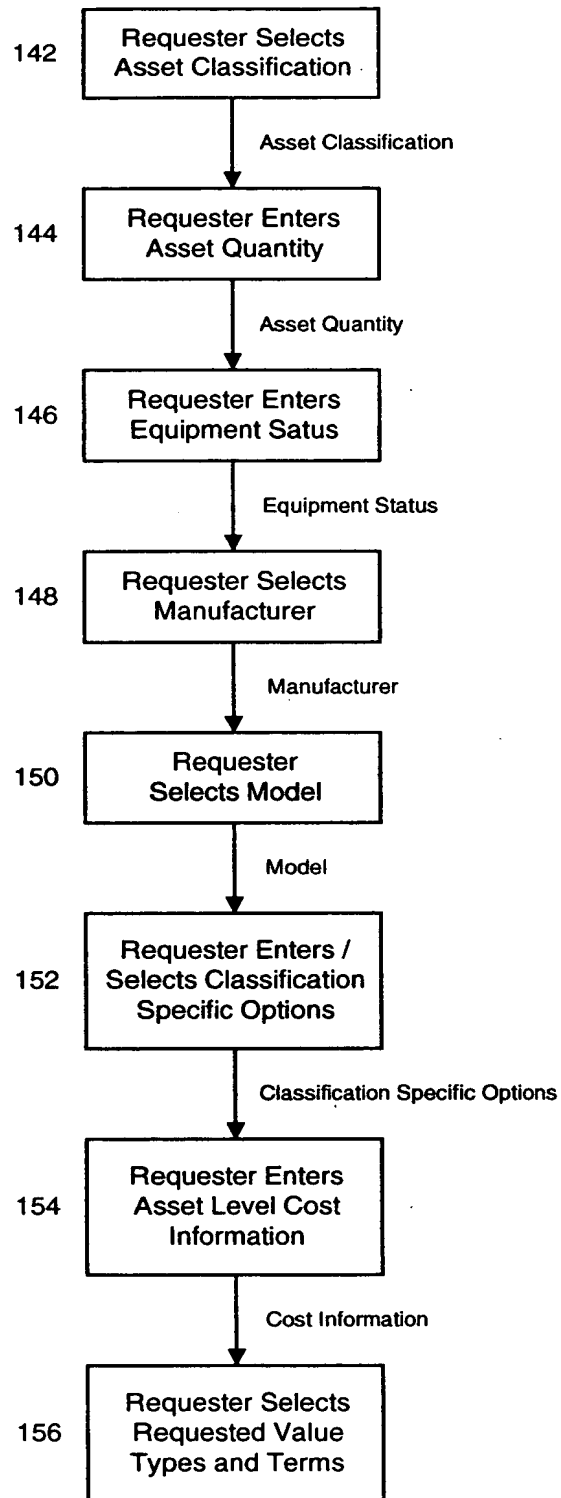 142
Requester Selects
Asset Classification
Asset Classification
144
Requester Enters
Asset Quantity
Asset Quantity
146
Requester Enters
Equipment Satus
Equipment Status
148
Requester Selects
Manufacturer
Manufacturer
150
Requester
Selects Model
Model
152
Requester Enters /
Selects Classification
Specific Options
Classification Specific Options
154
Requester Enters
Asset Level Cost
Information
Cost Information
156
Requester Selects
Requested Value
Types and Terms